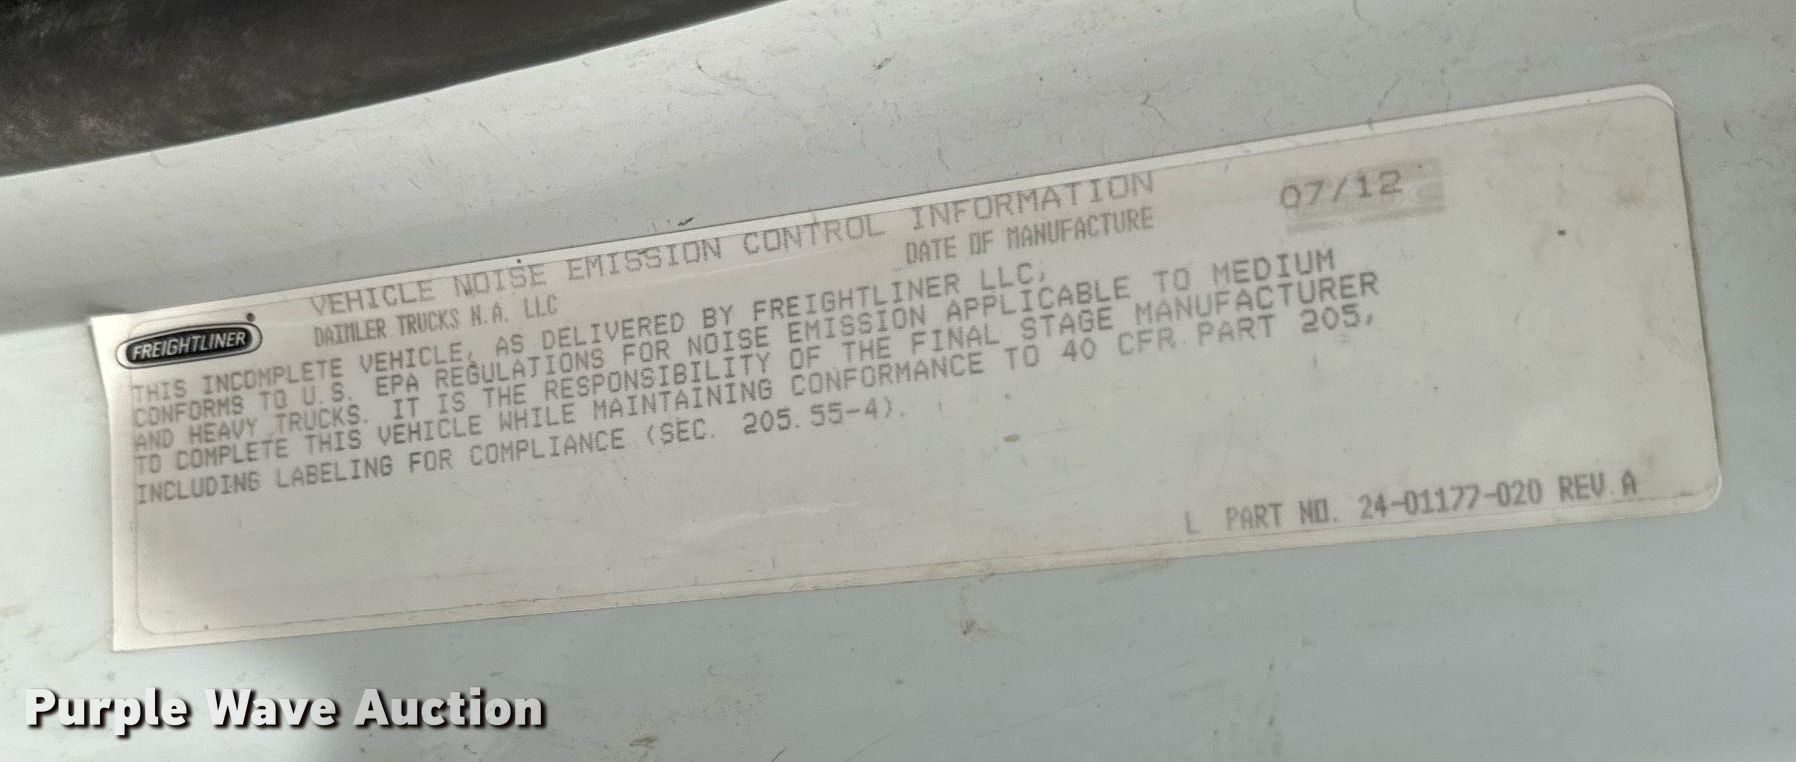 VEHICLE NOISE EMISSION CONTROL INFORMATION
DAIMLER TRUCKS N.A. LLC DATE OF MANUFACTURE 07/12
FREIGHTLINER
THIS INCOMPLETE VEHICLE, AS DELIVERED BY FREIGHTLINER LLC,
CONFORMS TO U.S. EPA REGULATIONS FOR NOISE EMISSION APPLICABLE TO MEDIUM
AND HEAVY TRUCKS. IT IS THE RESPONSIBILITY OF THE FINAL STAGE MANUFACTURER
TO COMPLETE THIS VEHICLE WHILE MAINTAINING CONFORMANCE TO 40 CFR PART 205,
INCLUDING LABELING FOR COMPLIANCE (SEC. 205.55-4).
L PART NO. 24-01177-020 REV A
Purple Wave Auction